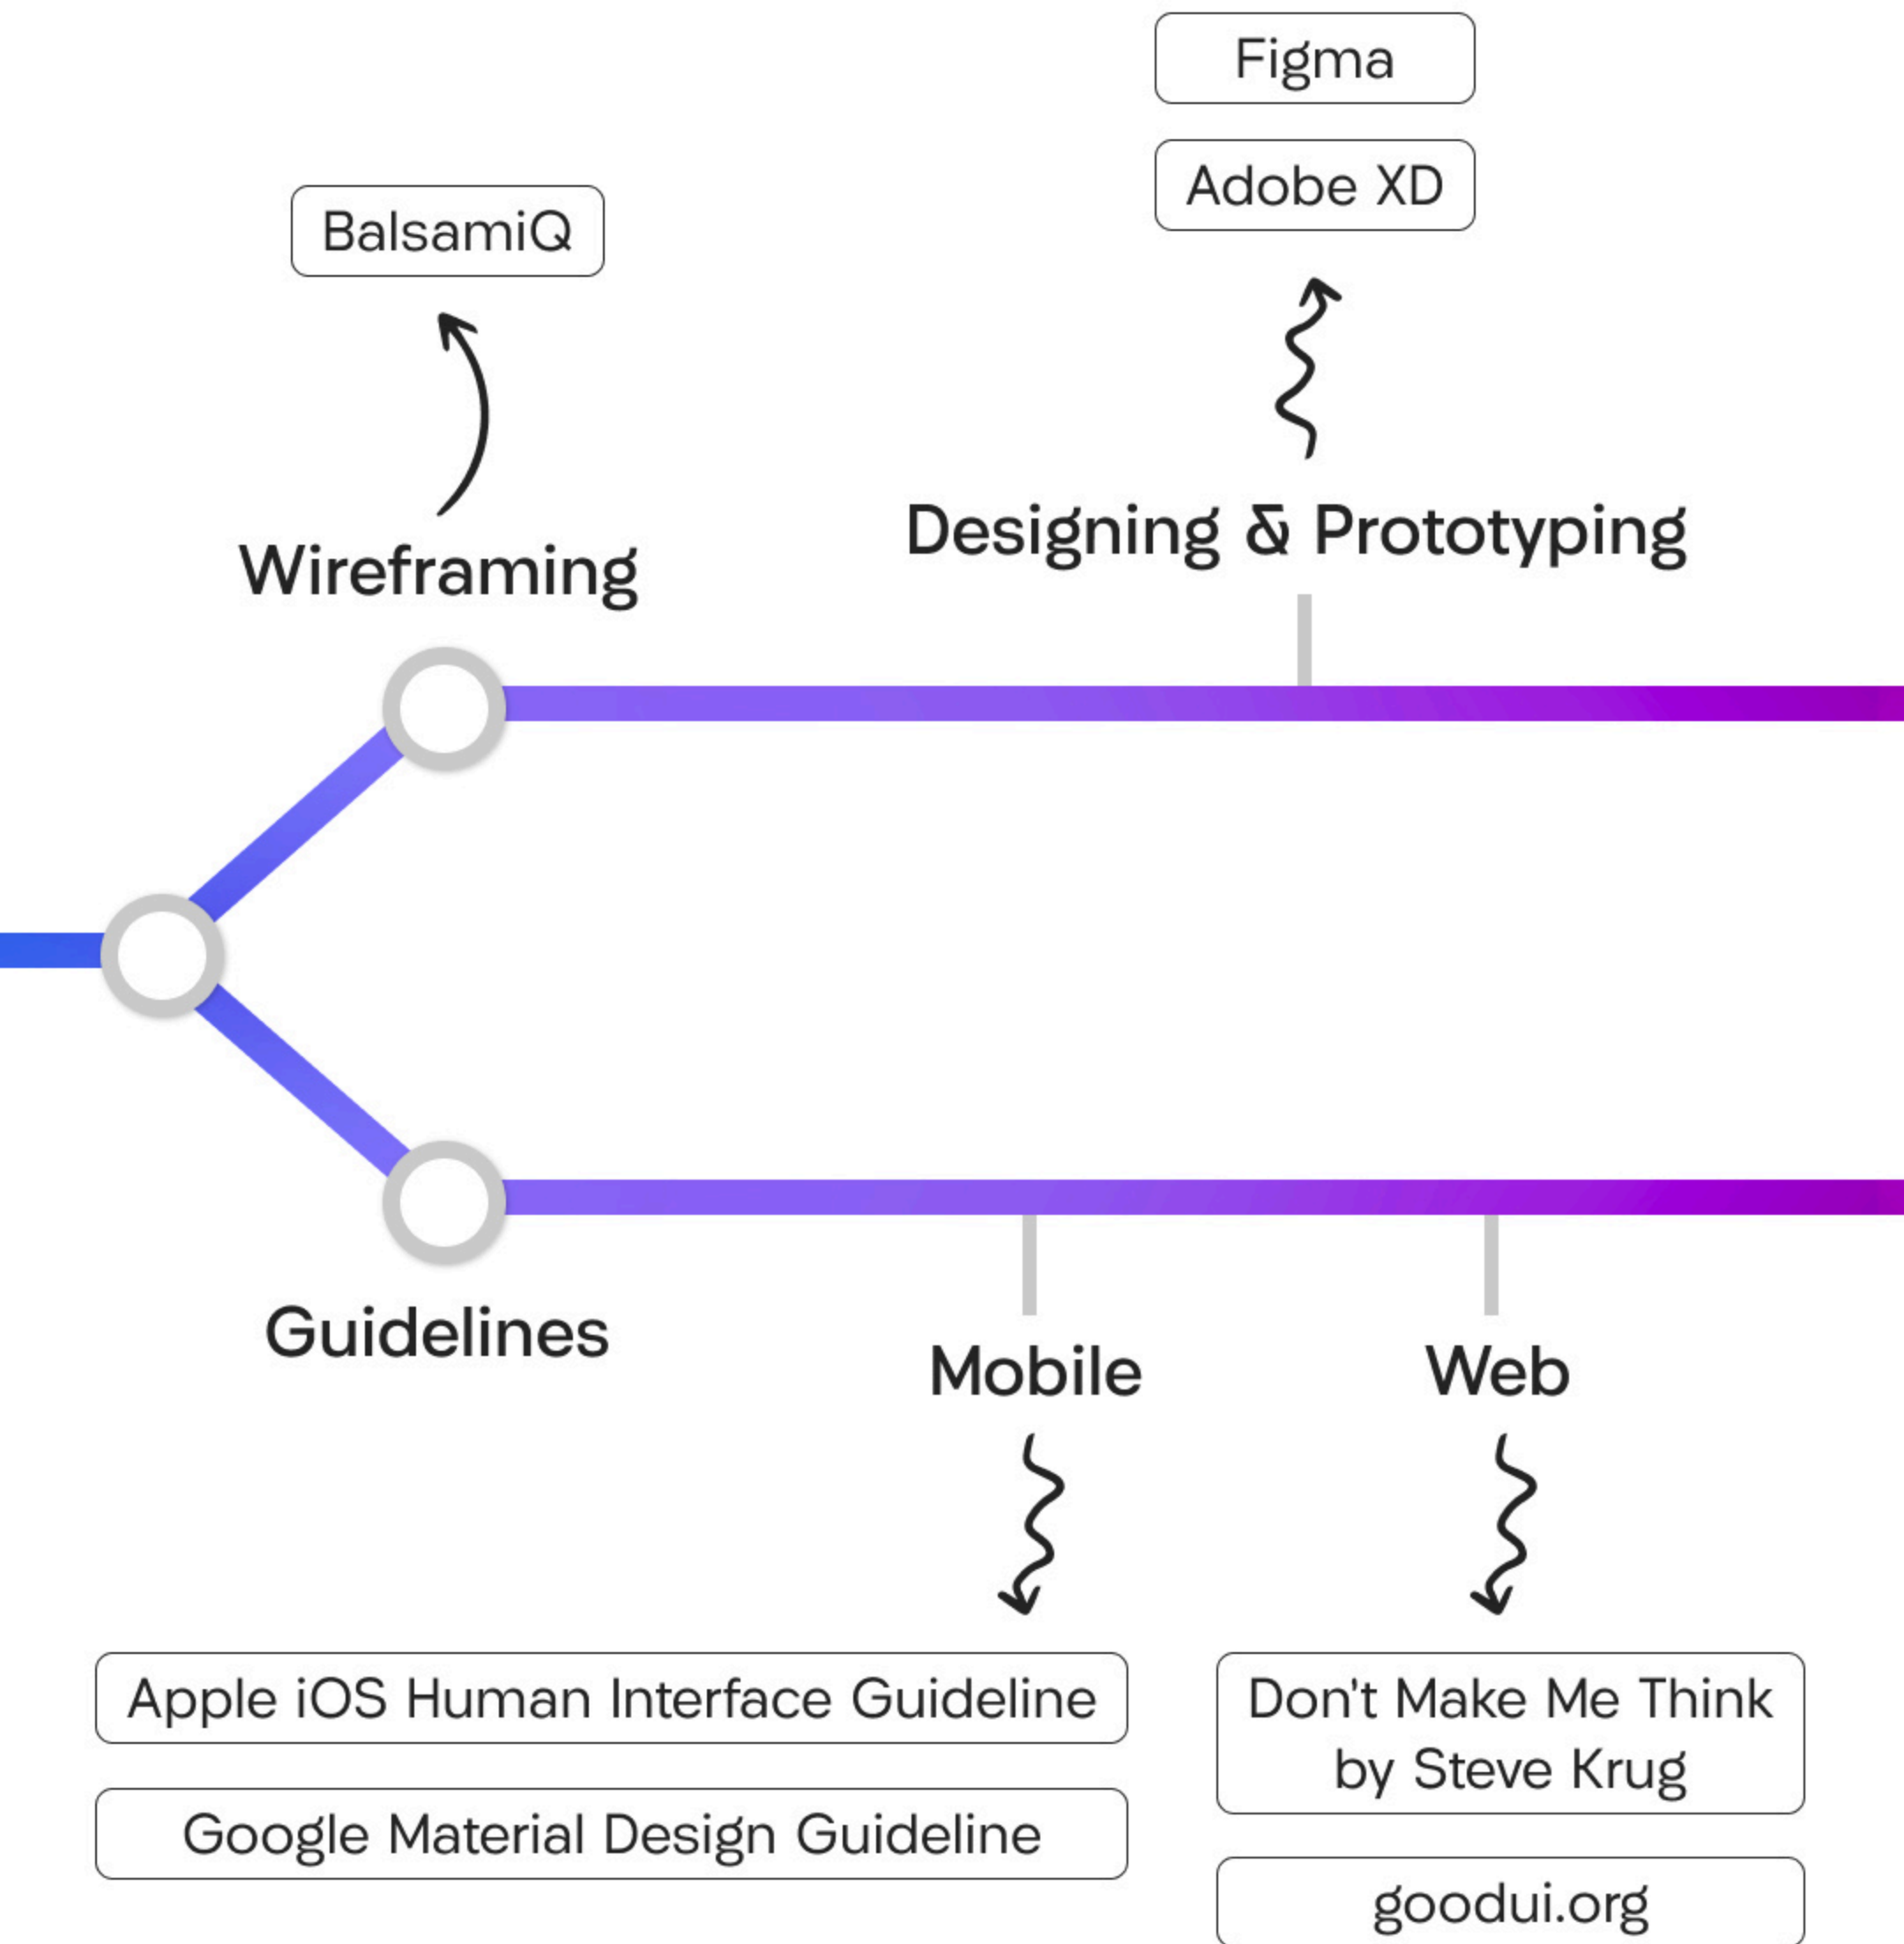 Figma
Adobe XD
BalsamiQ
Designing & Prototyping
Wireframing
Guidelines
Mobile
Web
Apple iOS Human Interface Guideline
Google Material Design Guideline
Don't Make Me Think
by Steve Krug
goodui.org